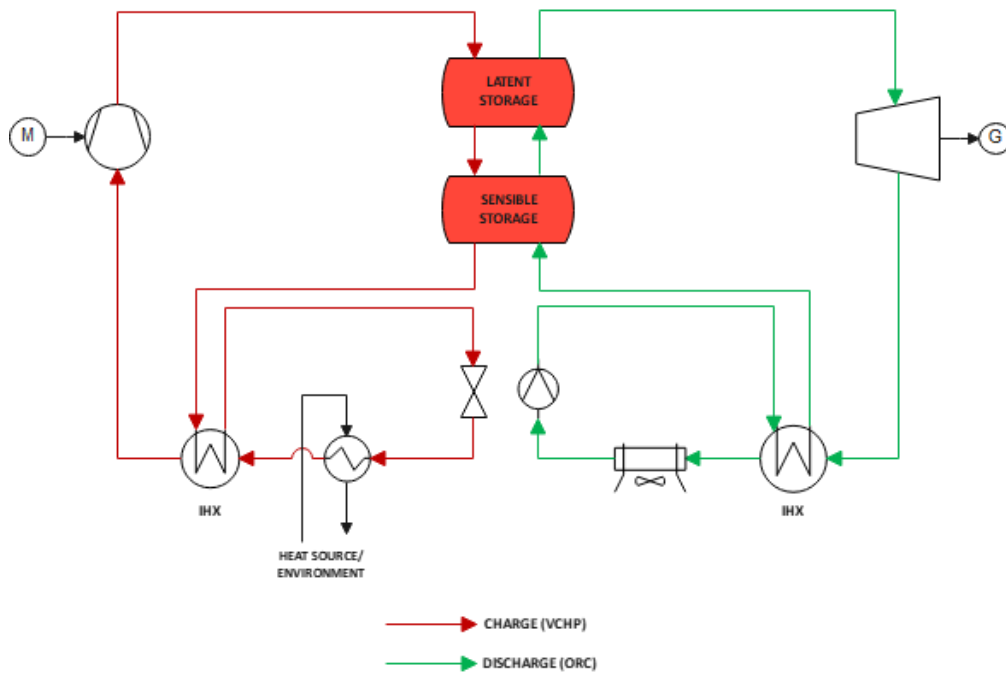 LATENT
STORAGE
M
G
SENSIBLE
STORAGE
IHX
IHX
HEAT SOURCE/
ENVIRONMENT
CHARGE (VCHP)
DISCHARGE (ORC)